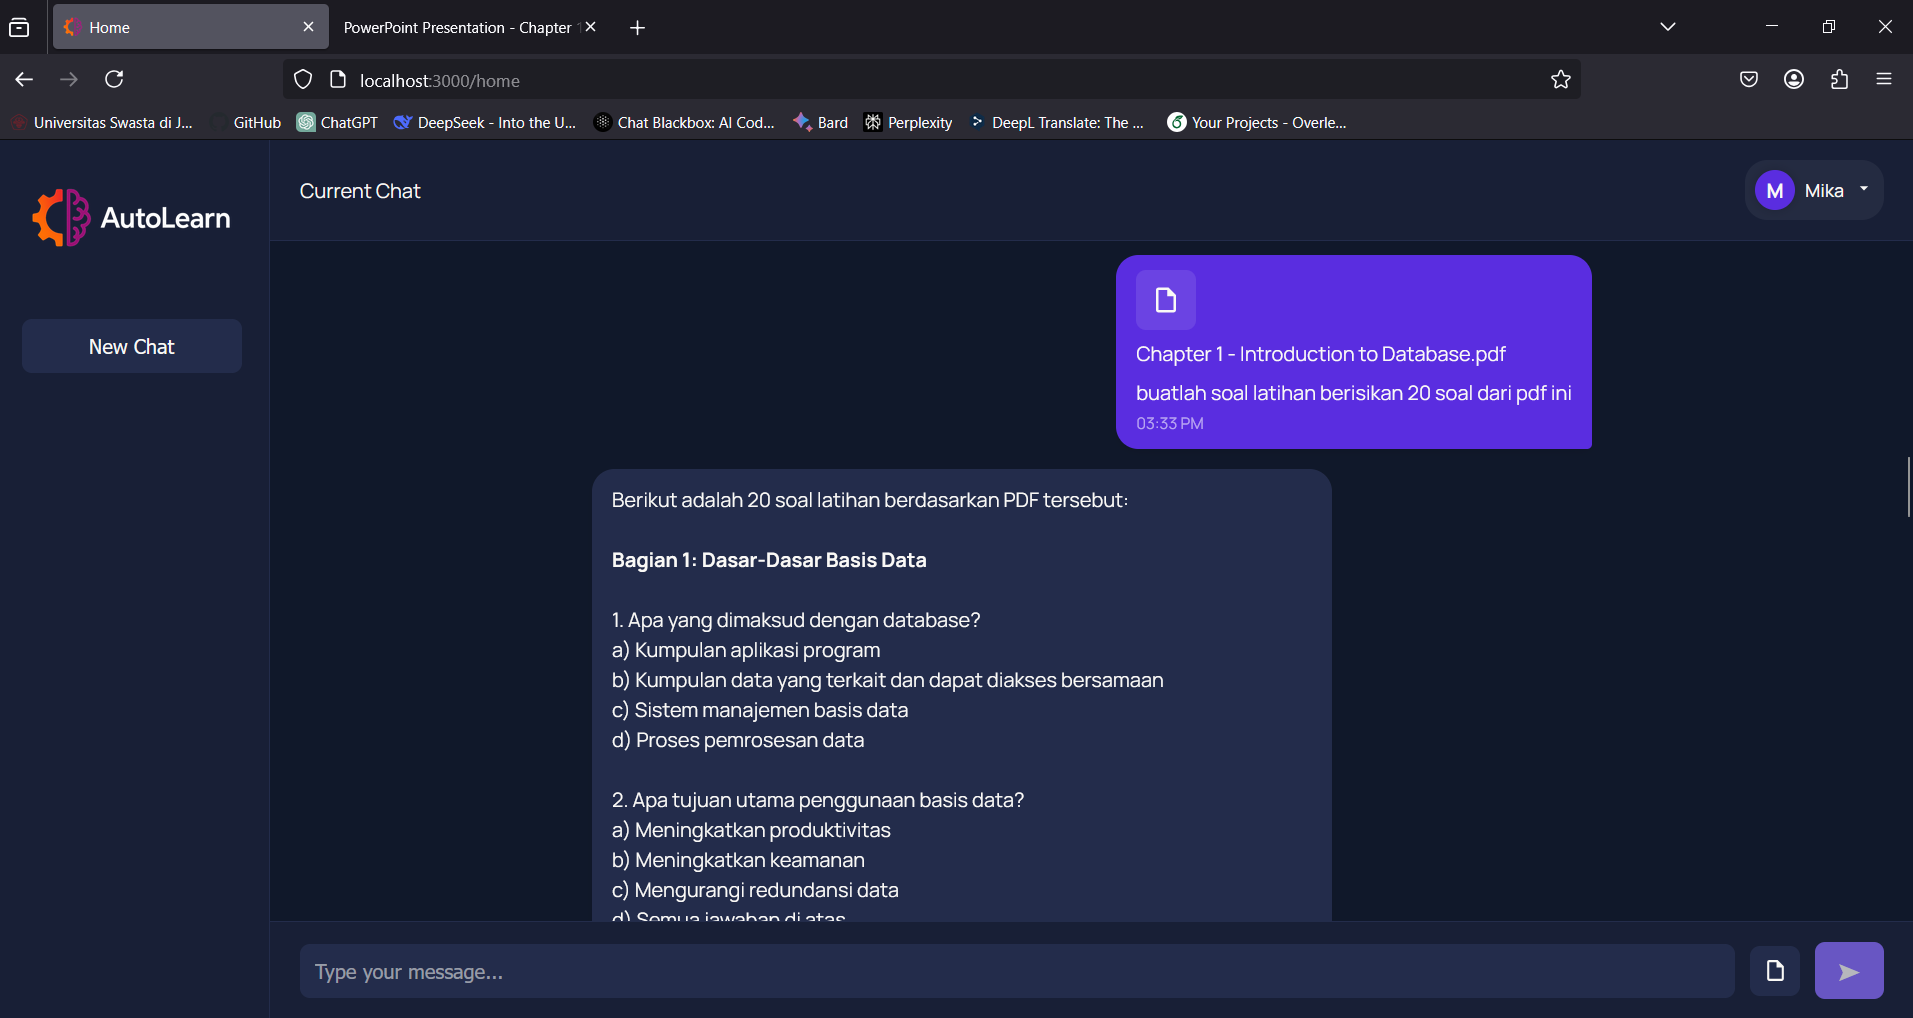 Home
PowerPoint Presentation - Chapter 1
localhost:3000/home
Universitas Swasta di J...
GitHub
ChatGPT
DeepSeek - Into the U...
Chat Blackbox: AI Cod...
Bard
Perplexity
DeepL Translate: The ...
Your Projects - Overle...
AutoLearn
New Chat
Current Chat
M Mika
Chapter 1 - Introduction to Database.pdf
buatlah soal latihan berisikan 20 soal dari pdf ini
03:33 PM
Berikut adalah 20 soal latihan berdasarkan PDF tersebut:
Bagian 1: Dasar-Dasar Basis Data
1. Apa yang dimaksud dengan database?
a) Kumpulan aplikasi program
b) Kumpulan data yang terkait dan dapat diakses bersamaan
c) Sistem manajemen basis data
d) Proses pemrosesan data
2. Apa tujuan utama penggunaan basis data?
a) Meningkatkan produktivitas
b) Meningkatkan keamanan
c) Mengurangi redundansi data
d) Semua jawaban di atas
Type your message...